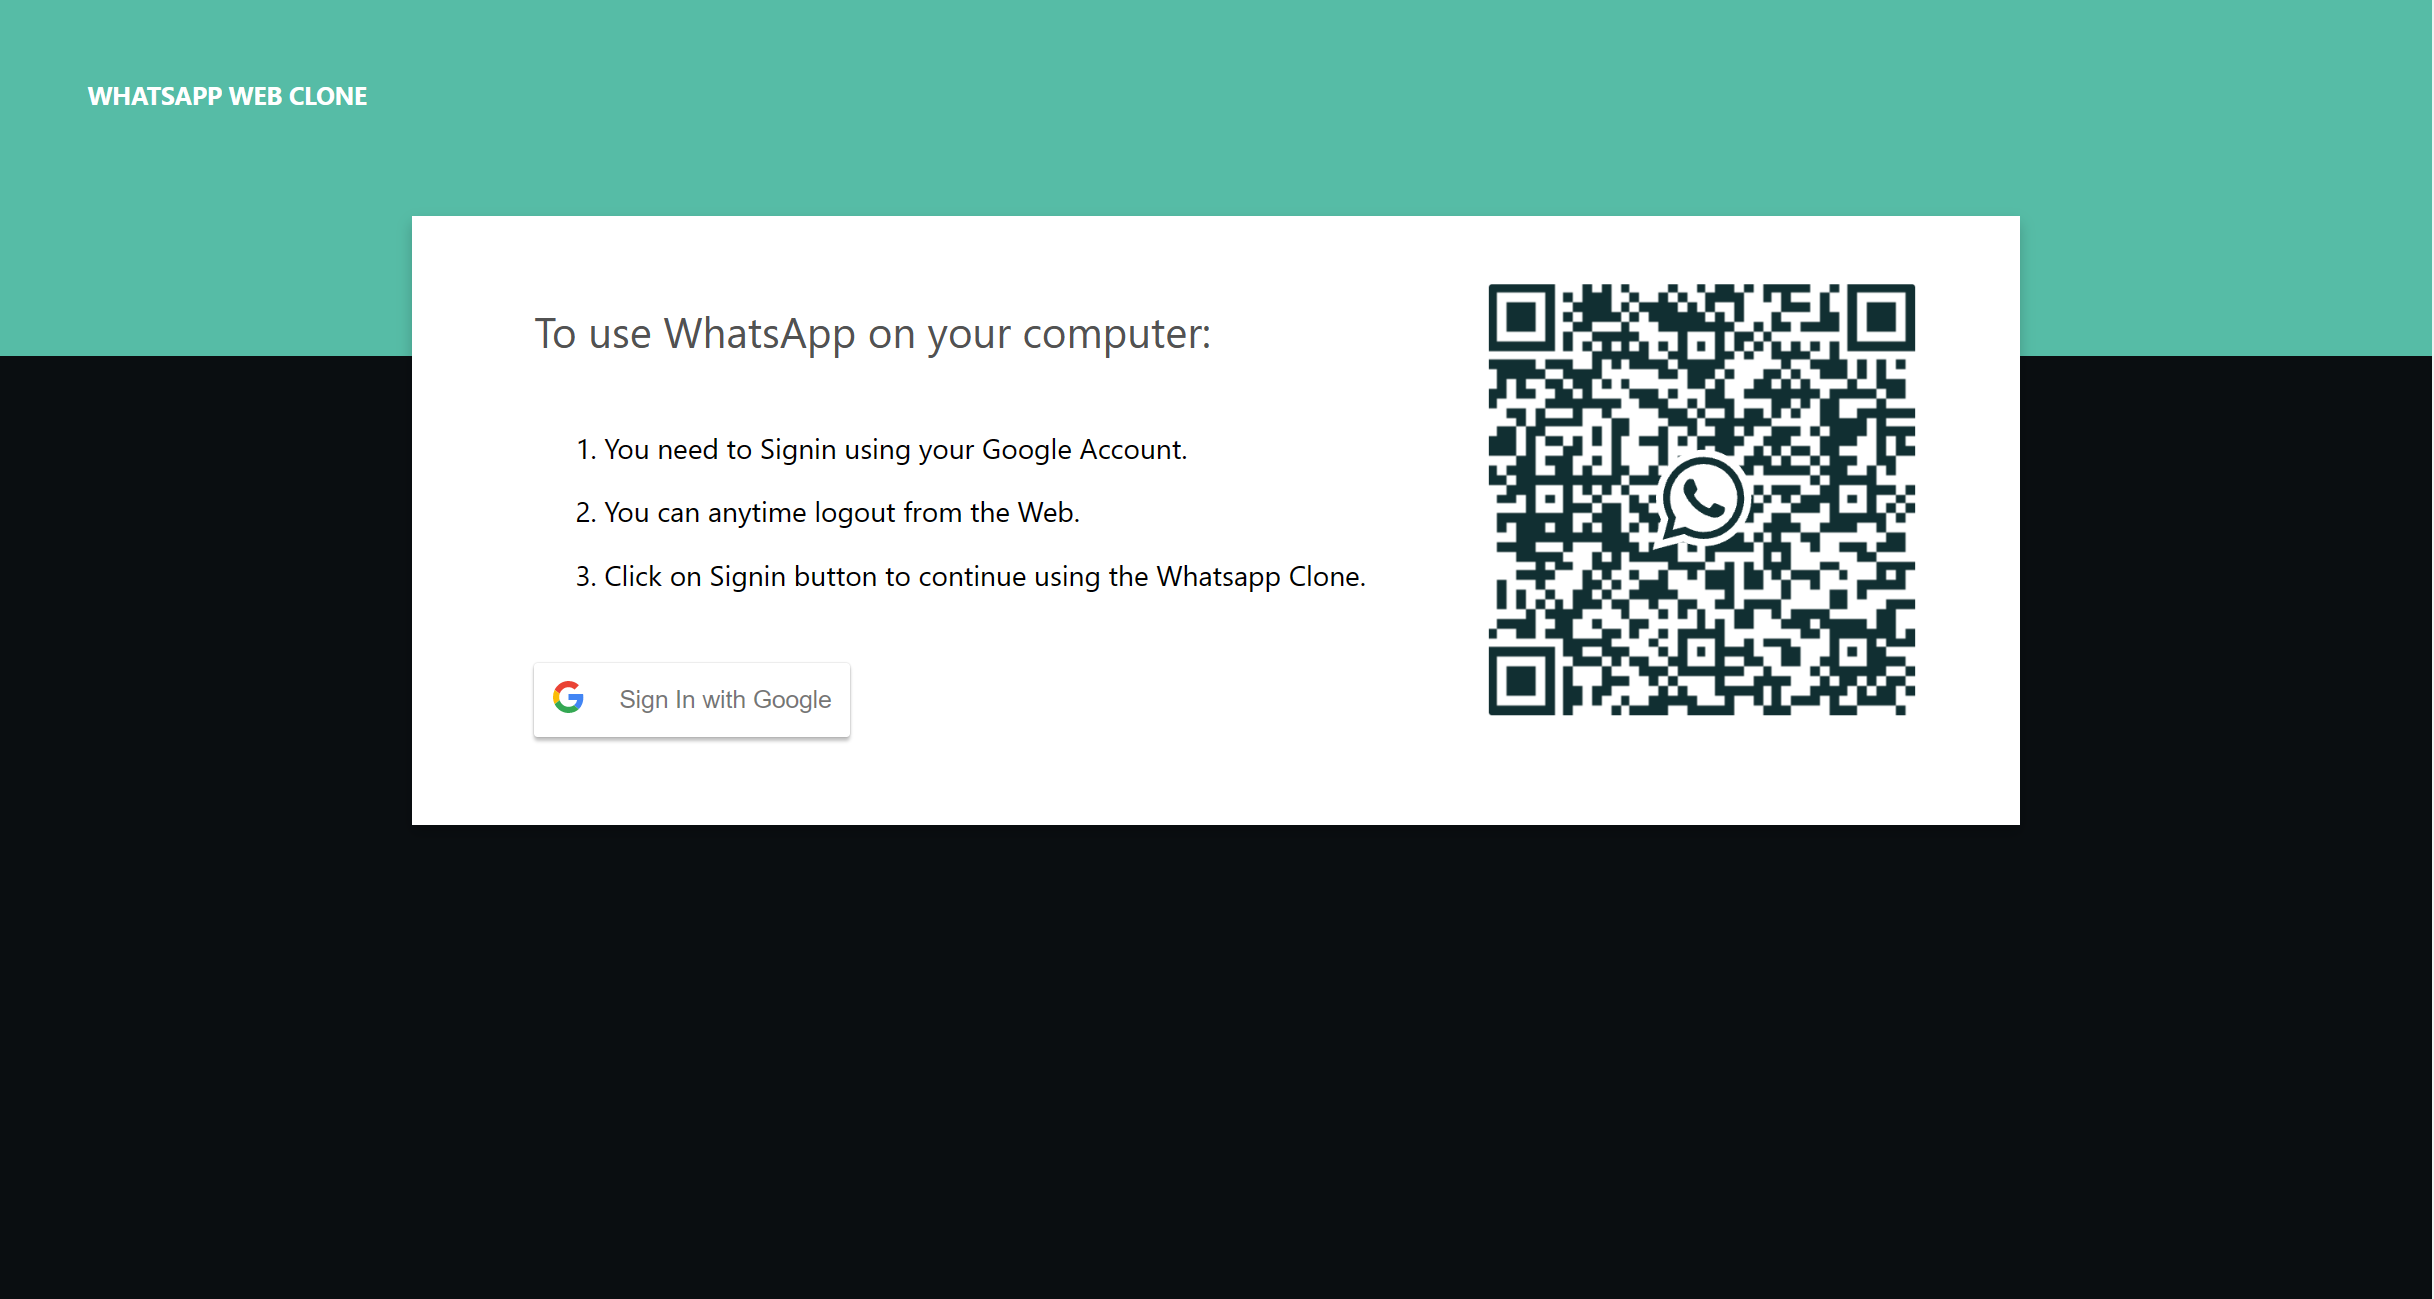 WHATSAPP WEB CLONE
To use WhatsApp on your computer:
1. You need to Signin using your Google Account.
2. You can anytime logout from the Web.
3. Click on Signin button to continue using the Whatsapp Clone.
Sign In with Google